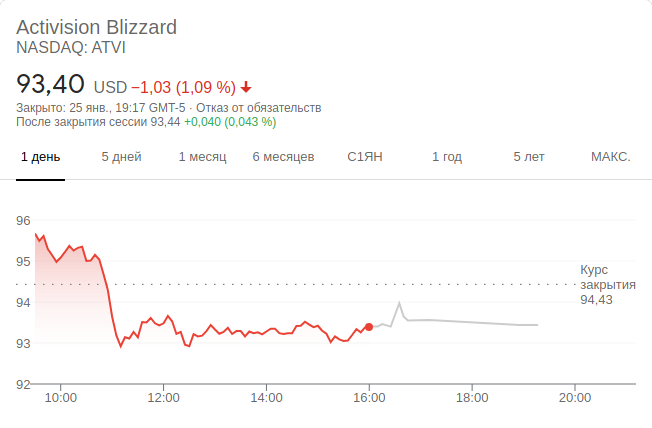 Activision Blizzard
NASDAQ: ATVI
93,40 USD −1,03 (1,09 %)
Закрыто: 25 янв., 19:17 GMT-5 · Отказ от обязательств
После закрытия сессии 93,44 +0,040 (0,043 %)
1 день 5 дней 1 месяц 6 месяцев С1ЯН 1 год 5 лет МАКС.
96
95
Курс
закрытия
94,43
94
93
92
10:00 12:00 14:00 16:00 18:00 20:00